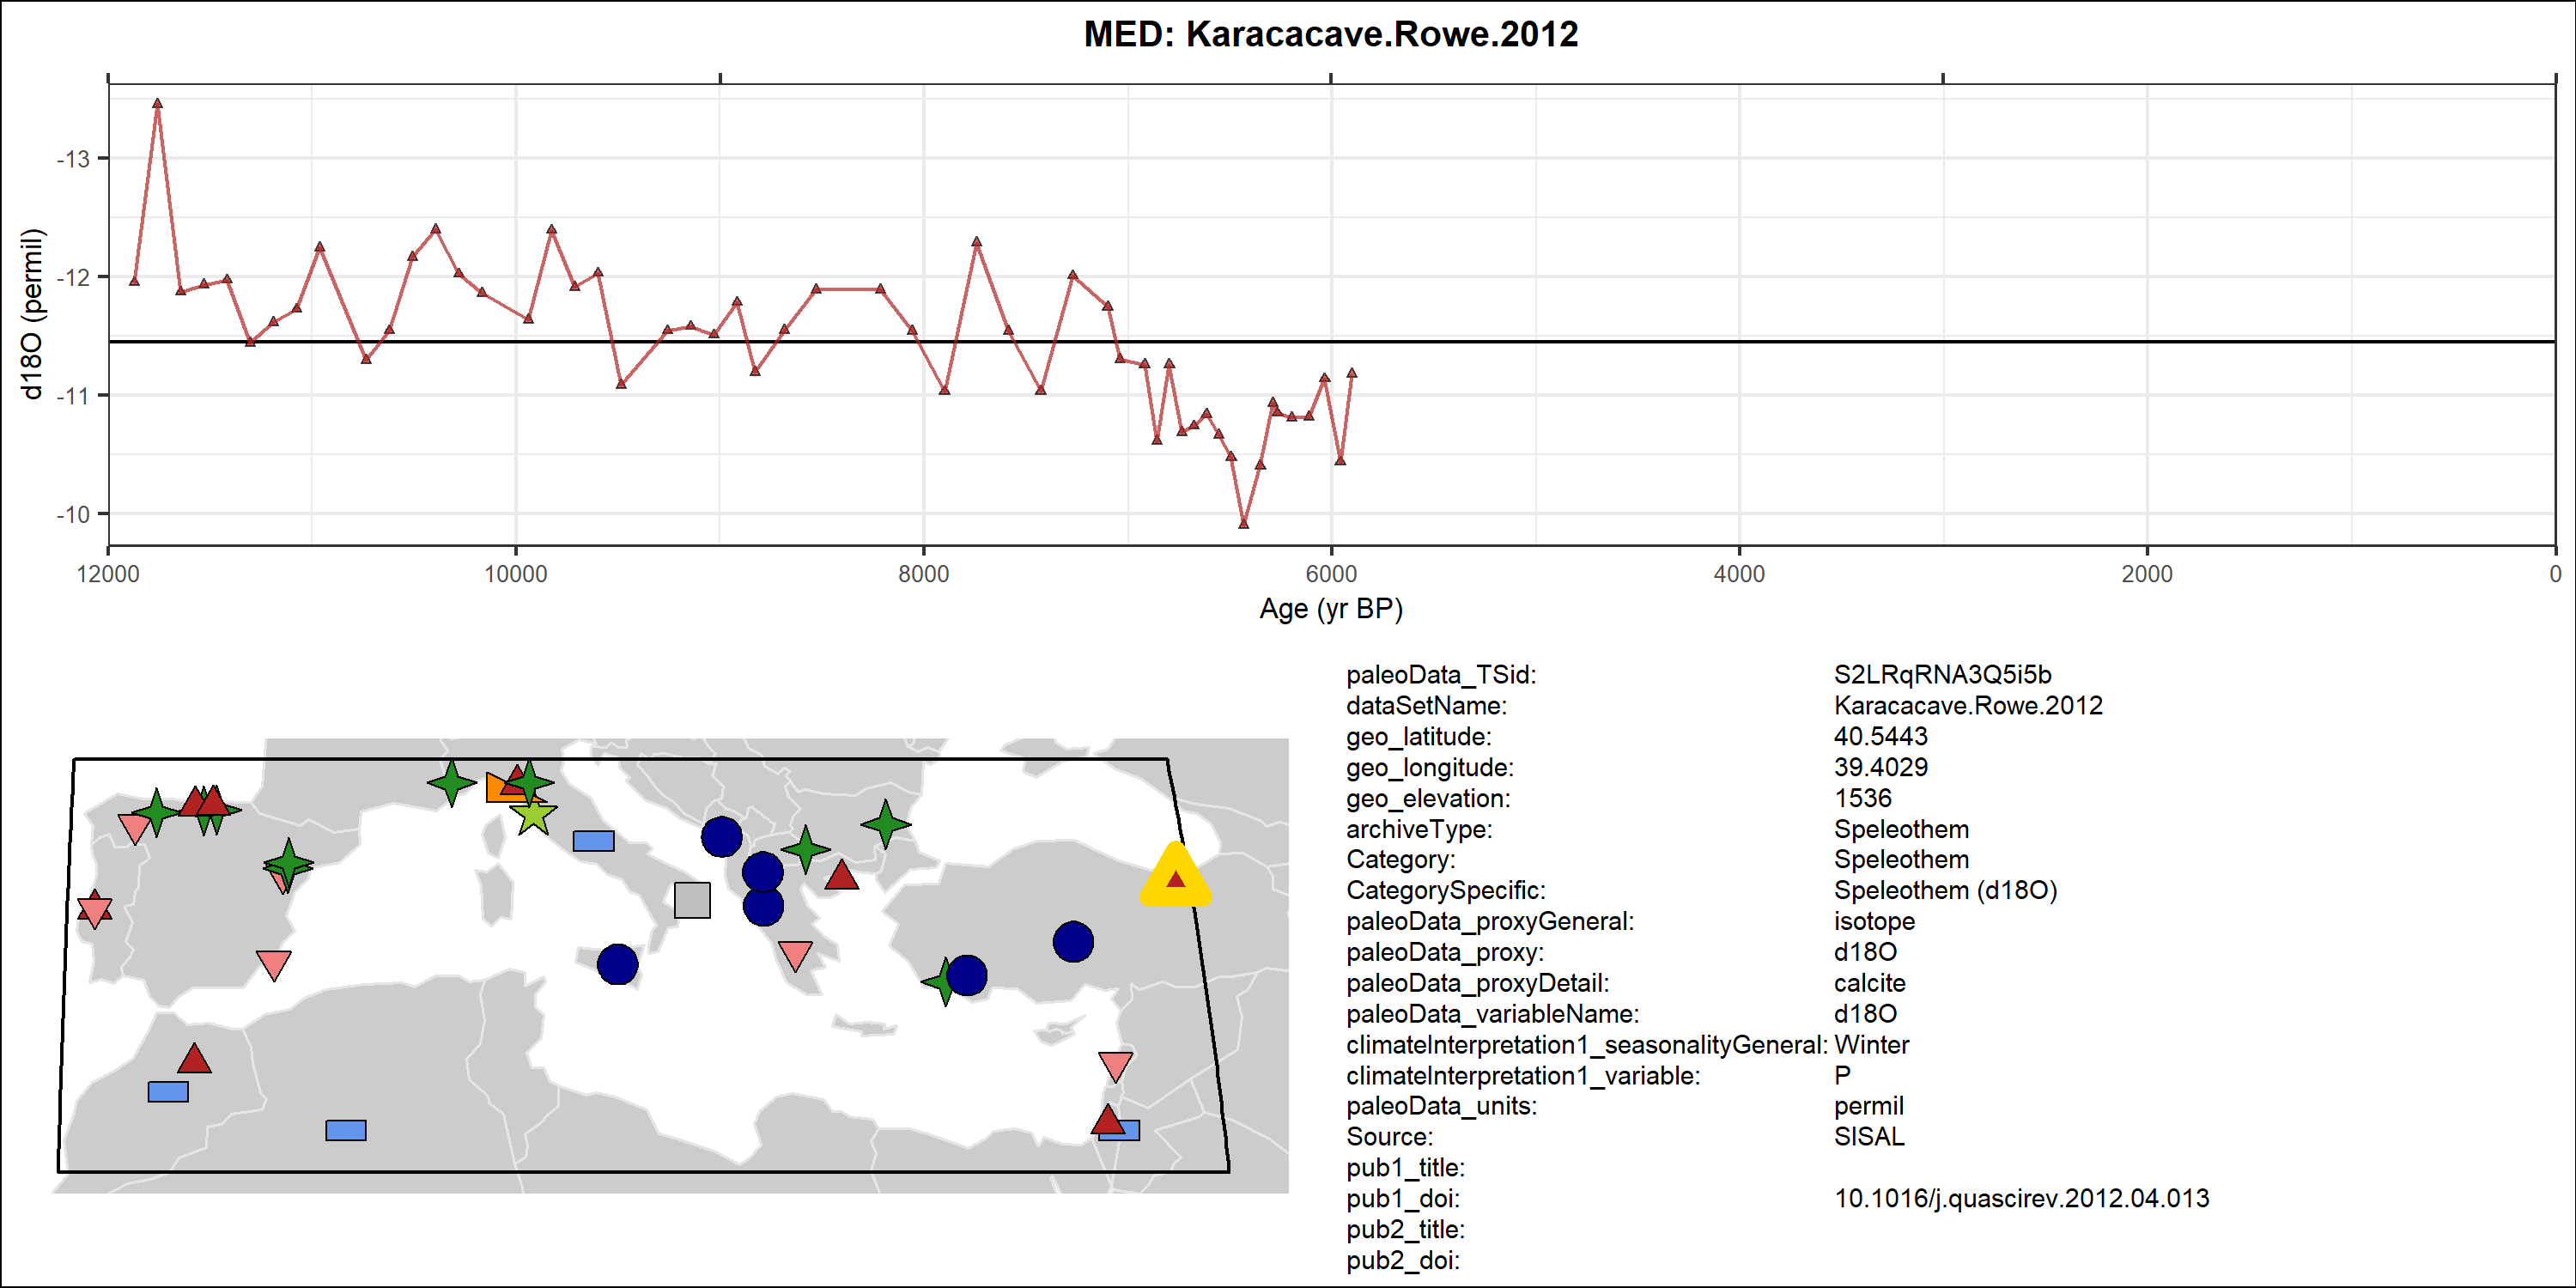 MED: Karacacave.Rowe.2012
-13
-12
-11
-10
d18O (permil)
12000 10000 8000 6000 4000 2000 0
Age (yr BP)
paleoData_TSid: S2LRqRNA3Q5i5b
dataSetName: Karacacave.Rowe.2012
geo_latitude: 40.5443
geo_longitude: 39.4029
geo_elevation: 1536
archiveType: Speleothem
Category: Speleothem
CategorySpecific: Speleothem (d18O)
paleoData_proxyGeneral: isotope
paleoData_proxy: d18O
paleoData_proxyDetail: calcite
paleoData_variableName: d18O
climateInterpretation1_seasonalityGeneral: Winter
climateInterpretation1_variable: P
paleoData_units: permil
Source: SISAL
pub1_title:
pub1_doi: 10.1016/j.quascirev.2012.04.013
pub2_title:
pub2_doi: